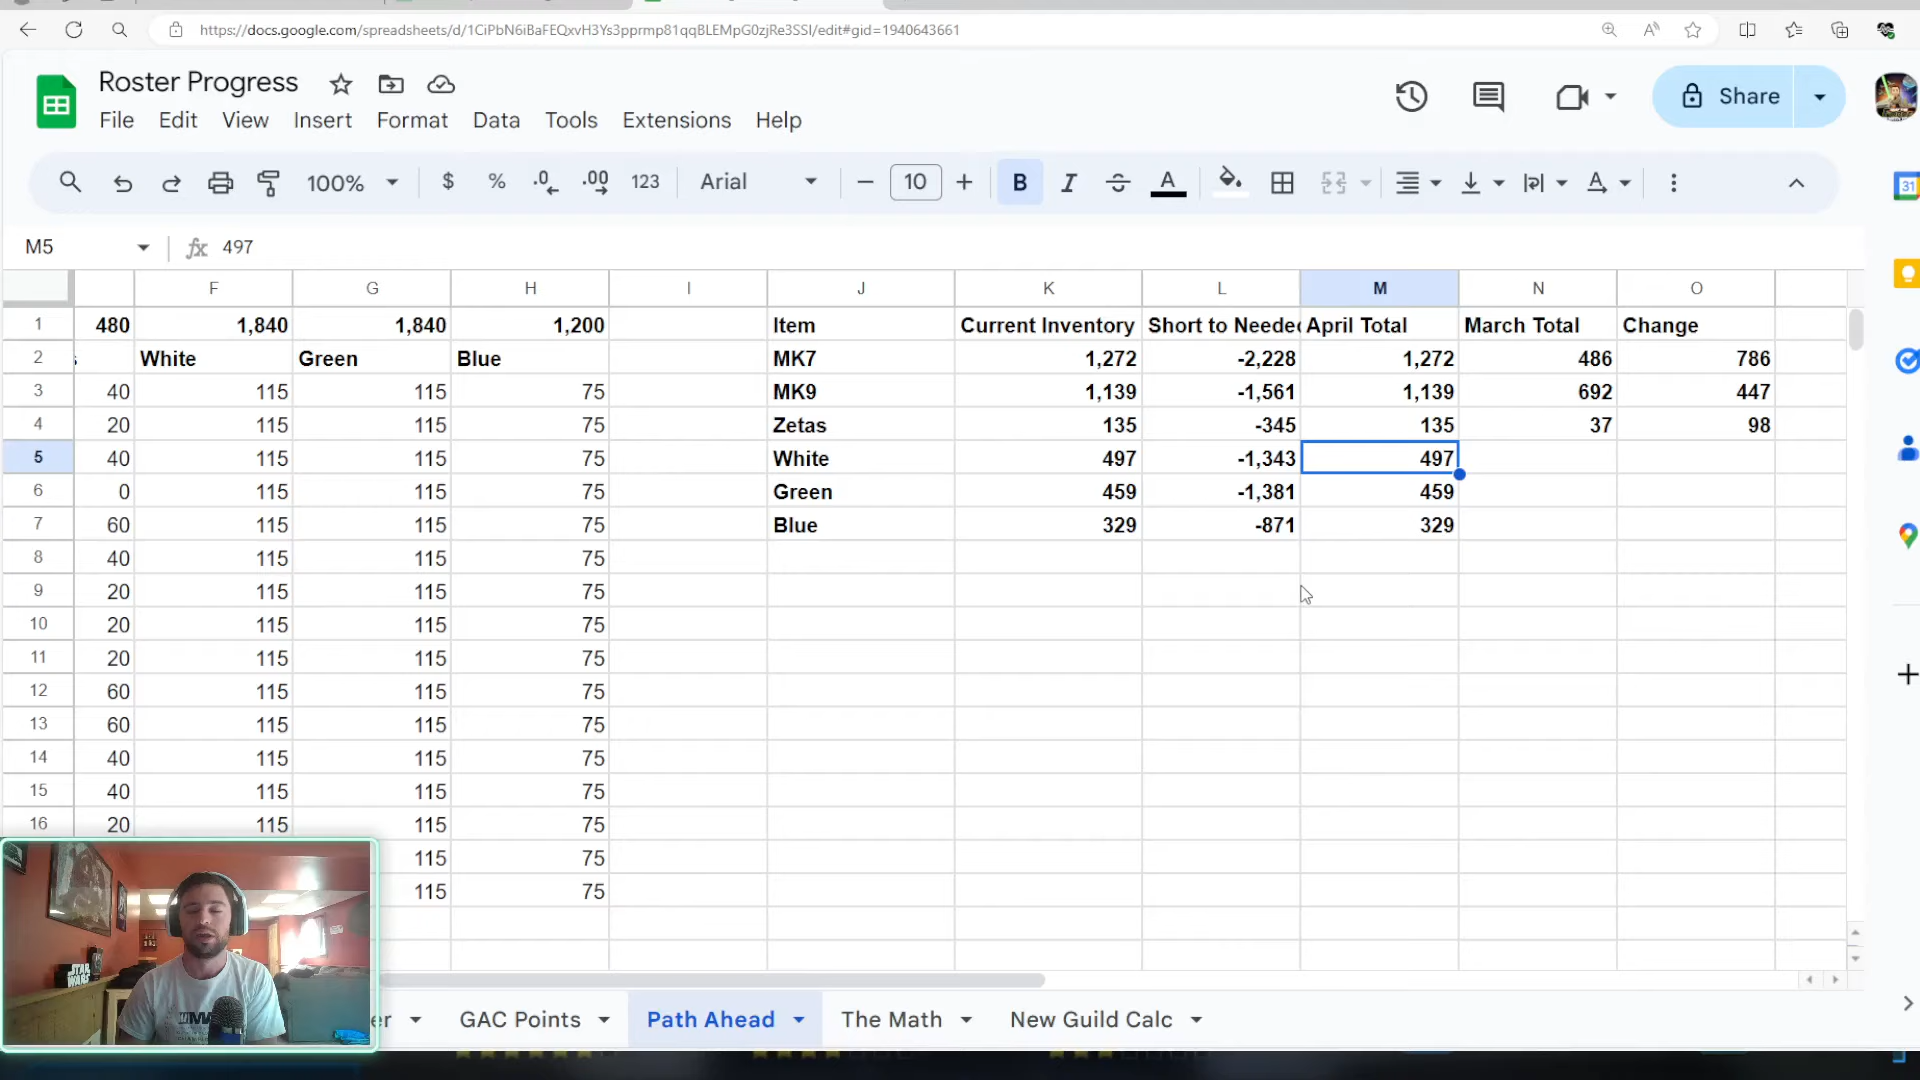 https://docs.google.com/spreadsheets/d/1CiPbN6iBaFEQxvH3Ys3pprmp81qqBLEMpG0zjRe3SSI/edit#gid=1940643661
Roster Progress
File Edit View Insert Format Data Tools Extensions Help
Share
31
100% $ % .0 .00 123 Arial 10 B I S A A
M5 fx 497
F G H I J K L M N O
1 480 1,840 1,840 1,200 Item Current Inventory Short to Neede April Total March Total Change
2 White Green Blue MK7 1,272 -2,228 1,272 486 786
3 40 115 115 75 MK9 1,139 -1,561 1,139 692 447
4 20 115 115 75 Zetas 135 -345 135 37 98
5 40 115 115 75 White 497 -1,343 497
6 0 115 115 75 Green 459 -1,381 459
7 60 115 115 75 Blue 329 -871 329
8 40 115 115 75
9 20 115 115 75
10 20 115 115 75
11 20 115 115 75
12 60 115 115 75
13 60 115 115 75
14 40 115 115 75
15 40 115 115 75
16 20 115 115 75
115 75
115 75
STAR WARS
er GAC Points Path Ahead The Math New Guild Calc